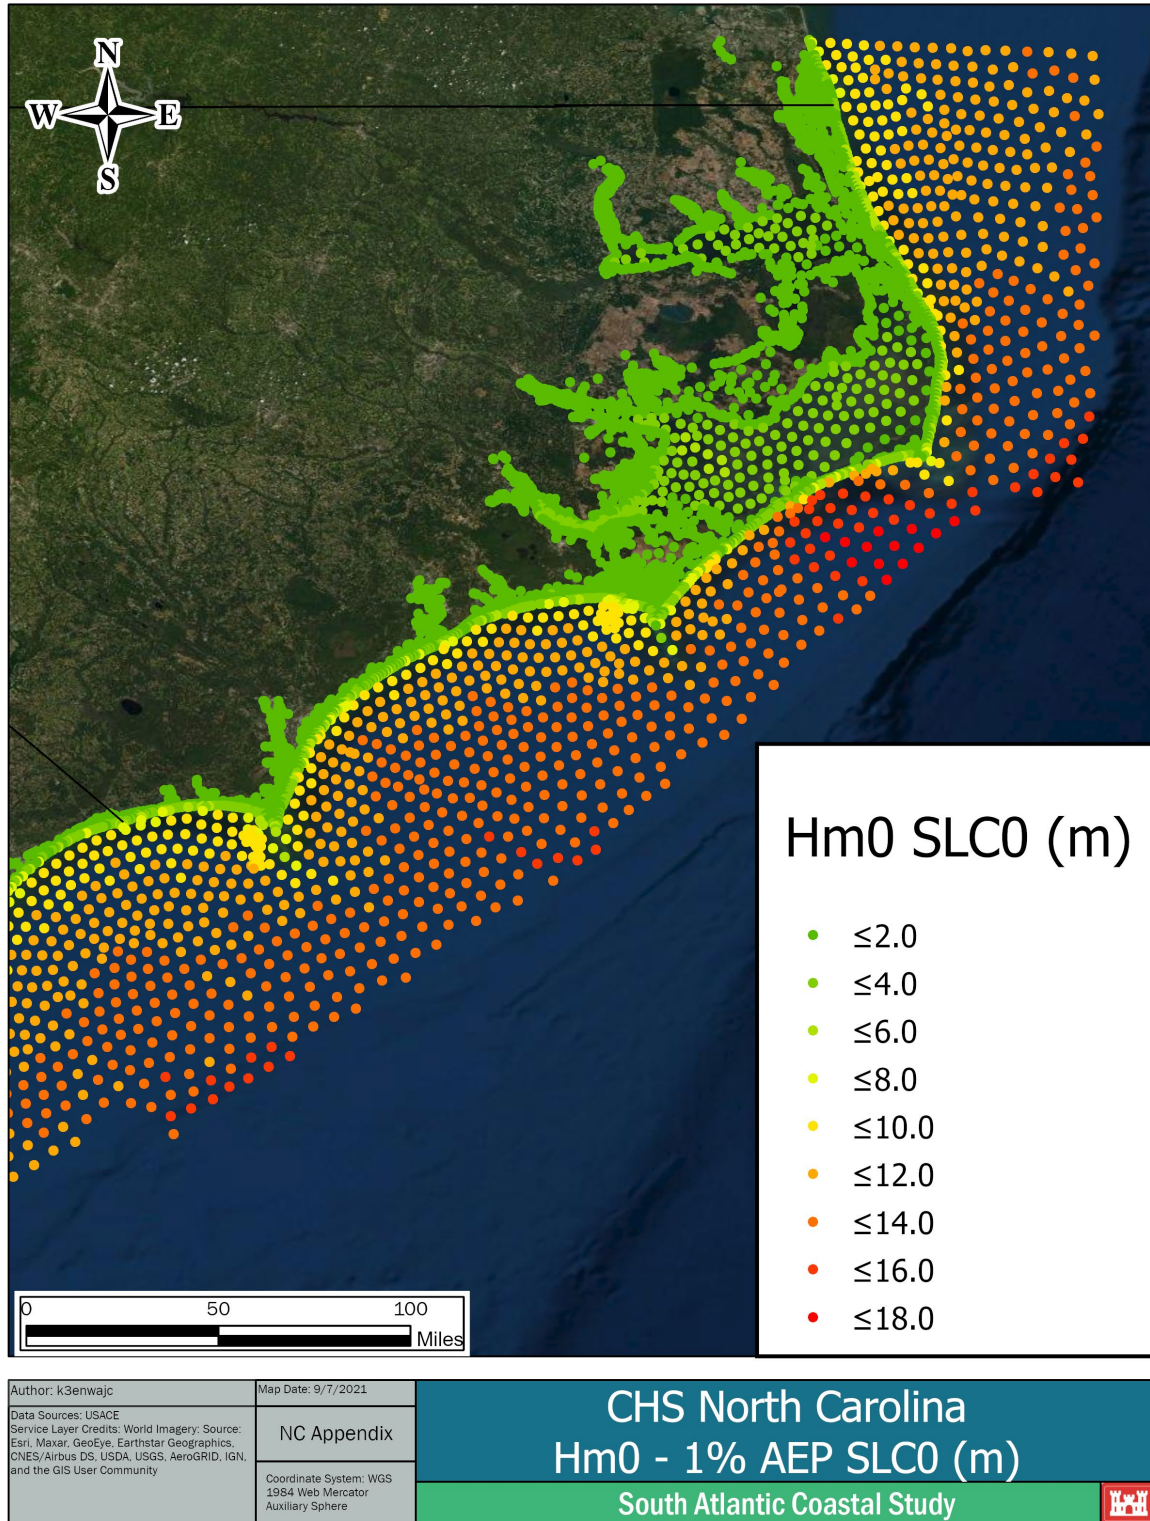 N
W E
S
Hm0 SLC0 (m)
≤2.0
≤4.0
≤6.0
≤8.0
≤10.0
≤12.0
≤14.0
≤16.0
≤18.0
0 50 100
Miles
Author: k3enwajc
Data Sources: USACE
Service Layer Credits: World Imagery: Source:
Esri, Maxar, GeoEye, Earthstar Geographics,
CNES/Airbus DS, USDA, USGS, AeroGRID, IGN,
and the GIS User Community
Map Date: 9/7/2021
NC Appendix
Coordinate System: WGS
1984 Web Mercator
Auxiliary Sphere
CHS North Carolina
Hm0 - 1% AEP SLC0 (m)
South Atlantic Coastal Study